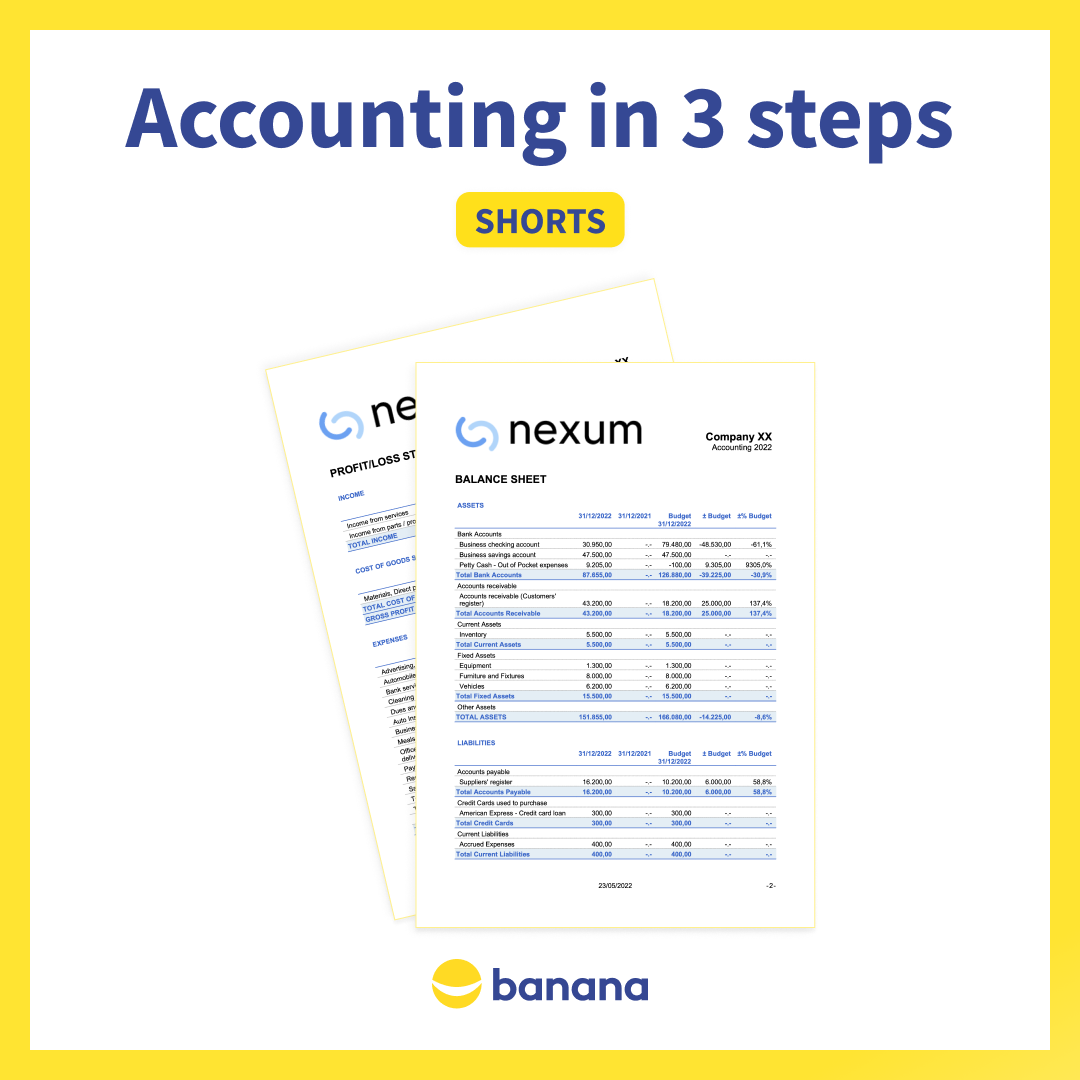 Accounting in 3 steps
SHORTS
nexum
PROFIT/LOSS
INCOME
Income from services
Income from parts /
TOTAL INCOME
COST OF GOODS
Materials, Direct
TOTAL COST OF
GROSS PROFIT
EXPENSES
Advertising,
Automobile
Bank
Cleaning
Dues
Auto
Meals
nexum
Company XX
Accounting 2022
BALANCE SHEET
ASSETS
31/12/2022 31/12/2021 Budget 31/12/2022 ± Budget ±% Budget
Bank Accounts
Business checking account 30.950,00 -.- 79.480,00 -48.530,00 -61,1%
Business savings account 47.500,00 -.- 47.500,00 -.- -.-
Petty Cash - Out of Pocket expenses 9.205,00 -.- -100,00 9.305,00 9305,0%
Total Bank Accounts 87.655,00 -.- 126.880,00 -39.225,00 -30,9%
Accounts receivable
Accounts receivable (Customers'
register) 43.200,00 -.- 18.200,00 25.000,00 137,4%
Total Accounts Receivable 43.200,00 -.- 18.200,00 25.000,00 137,4%
Current Assets
Inventory 5.500,00 -.- 5.500,00 -.- -.-
Total Current Assets 5.500,00 -.- 5.500,00 -.- -.-
Fixed Assets
Equipment 1.300,00 -.- 1.300,00 -.- -.-
Furniture and Fixtures 8.000,00 -.- 8.000,00 -.- -.-
Vehicles 6.200,00 -.- 6.200,00 -.- -.-
Total Fixed Assets 15.500,00 -.- 15.500,00 -.- -.-
Other Assets
TOTAL ASSETS 151.855,00 -.- 166.080,00 -14.225,00 -8,6%
LIABILITIES
31/12/2022 31/12/2021 Budget 31/12/2022 ± Budget ±% Budget
Accounts payable
Suppliers' register 16.200,00 -.- 10.200,00 6.000,00 58,8%
Total Accounts Payable 16.200,00 -.- 10.200,00 6.000,00 58,8%
Credit Cards used to purchase
American Express - Credit card loan 300,00 -.- 300,00 -.- -.-
Total Credit Cards 300,00 -.- 300,00 -.- -.-
Current Liabilities
Accrued Expenses 400,00 -.- 400,00 -.- -.-
Total Current Liabilities 400,00 -.- 400,00 -.- -.-
23/05/2022 -2-
banana